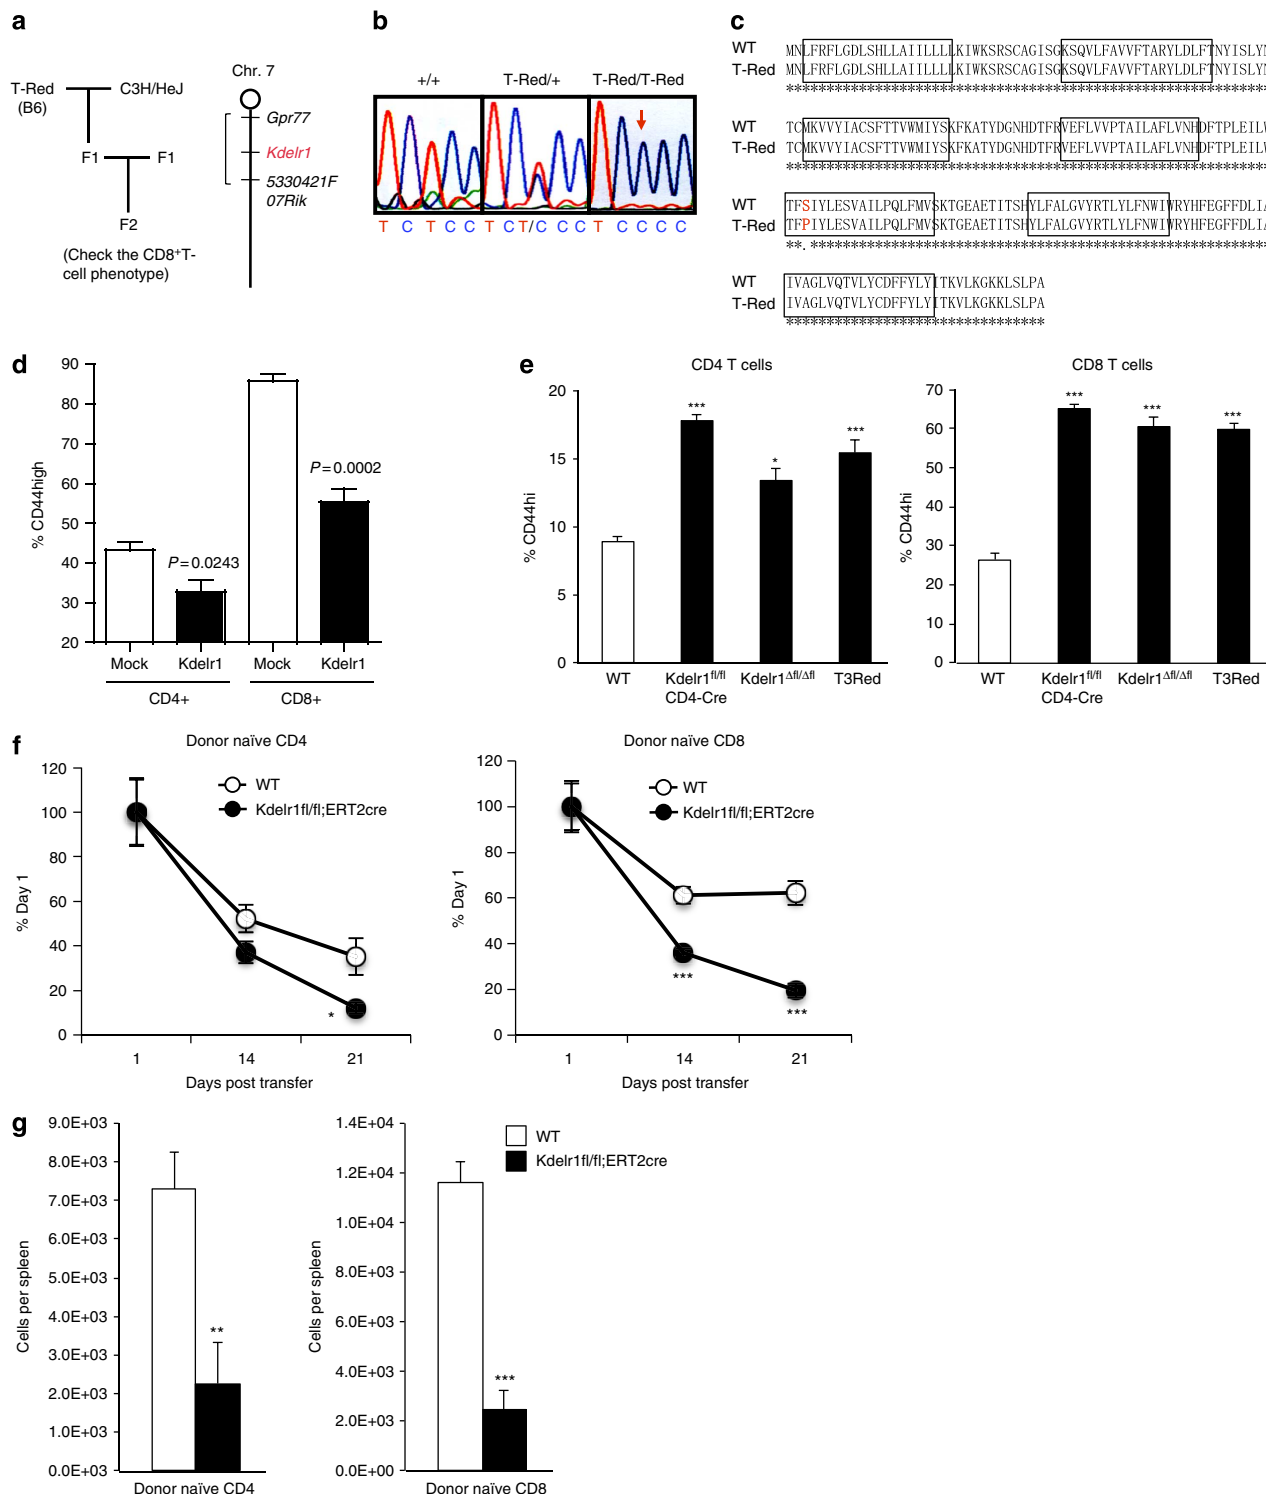 a
T-Red
(B6)
C3H/HeJ
F1
F1
F2
(Check the CD8+T-
cell phenotype)
Chr. 7
Gpr77
Kdelr1
5330421F
07Rik
b
+/+
T-Red/+
T-Red/T-Red
T C T C C
T C T/C C C
T C C C C
c
WT MNLFRFLGDLSHLLAIILLLLKIWKSRSCAGISGKSQVLFAVVFTARYLDLFTNYISLYN
T-Red MNLFRFLGDLSHLLAIILLLLKIWKSRSCAGISGKSQVLFAVVFTARYLDLFTNYISLYN
WT TCMKVVYIACSFTTVWMIYSKFKATYDGNHDTFRVEFLVVPTAILAFLVNHDFTPLEIL
T-Red TCMKVVYIACSFTTVWMIYSKFKATYDGNHDTFRVEFLVVPTAILAFLVNHDFTPLEIL
WT TFSIYLESVAILPQLFMVSKTGEAETITSHYLFALGVYRTLYLFNWIWRYHFEGFFDLIA
T-Red TFPIYLESVAILPQLFMVSKTGEAETITSHYLFALGVYRTLYLFNWIWRYHFEGFFDLIA
WT IVAGLVQTVLYCDFFYLYITKVLKGKKLSLPA
T-Red IVAGLVQTVLYCDFFYLYITKVLKGKKLSLPA
d
% CD44high
90
80
70
60
50
40
30
20
P=0.0243
P=0.0002
Mock
Kdelr1
Mock
Kdelr1
CD4+
CD8+
e
CD4 T cells
% CD44hi
20
15
10
5
0
***
*
***
WT
Kdelr1fl/fl
CD4-Cre
Kdelr1Δfl/Δfl
T3Red
CD8 T cells
% CD44hi
70
60
50
40
30
20
10
0
***
***
***
WT
Kdelr1fl/fl
CD4-Cre
Kdelr1Δfl/Δfl
T3Red
f
Donor naïve CD4
% Day 1
120
100
80
60
40
20
0
WT
Kdelr1fl/fl;ERT2cre
*
1
14
21
Days post transfer
Donor naïve CD8
% Day 1
120
100
80
60
40
20
0
WT
Kdelr1fl/fl;ERT2cre
***
***
1
14
21
Days post transfer
g
Cells per spleen
9.0E+03
8.0E+03
7.0E+03
6.0E+03
5.0E+03
4.0E+03
3.0E+03
2.0E+03
1.0E+03
0.0E+03
**
Donor naïve CD4
Cells per spleen
1.4E+04
1.2E+04
1.0E+04
8.0E+03
6.0E+03
4.0E+03
2.0E+03
0.0E+00
***
Donor naïve CD8
WT
Kdelr1fl/fl;ERT2cre